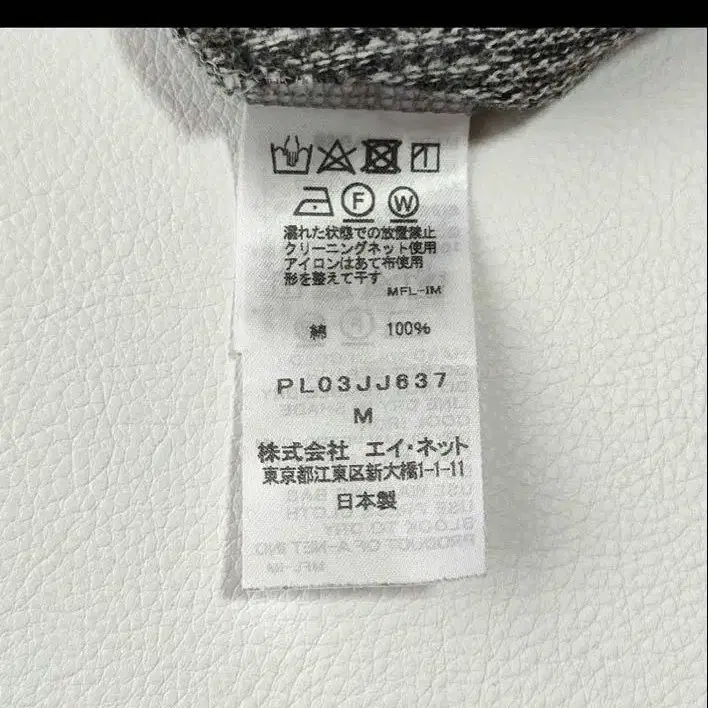 F W
濡れた状態での放置禁止
クリーニングネット使用
アイロンはあて布使用
形を整えて干す
MFL-IM
綿 100%
PL03JJ637
M
株式会社 エイ・ネット
東京都江東区新大橋1-1-11
日本製